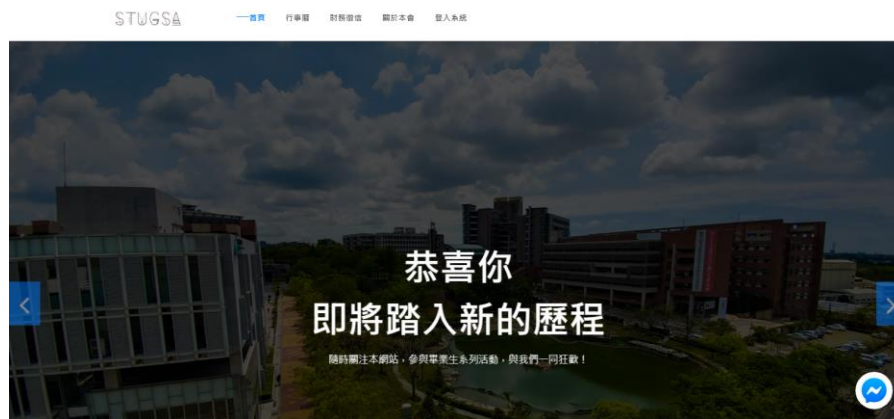 STUGSA
首頁 行事曆 財務徵信 關於本會 登入系統
恭喜你
即將踏入新的歷程
隨時關注本網站，參與畢業生系列活動，與我們一同狂歡！